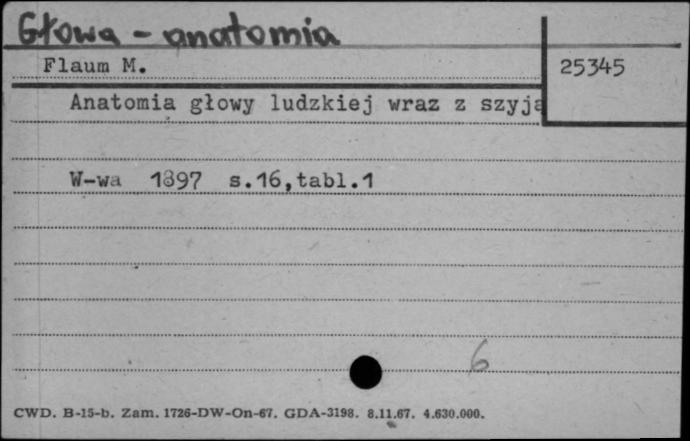 Głowa - anatomia
Flaum M.
25345
Anatomia głowy ludzkiej wraz z szyją
W-wa 1897 s.16,tabl.1
6
CWD. B-15-b. Zam. 1726-DW-On-67. GDA-3198. 8.11.67. 4.630.000.